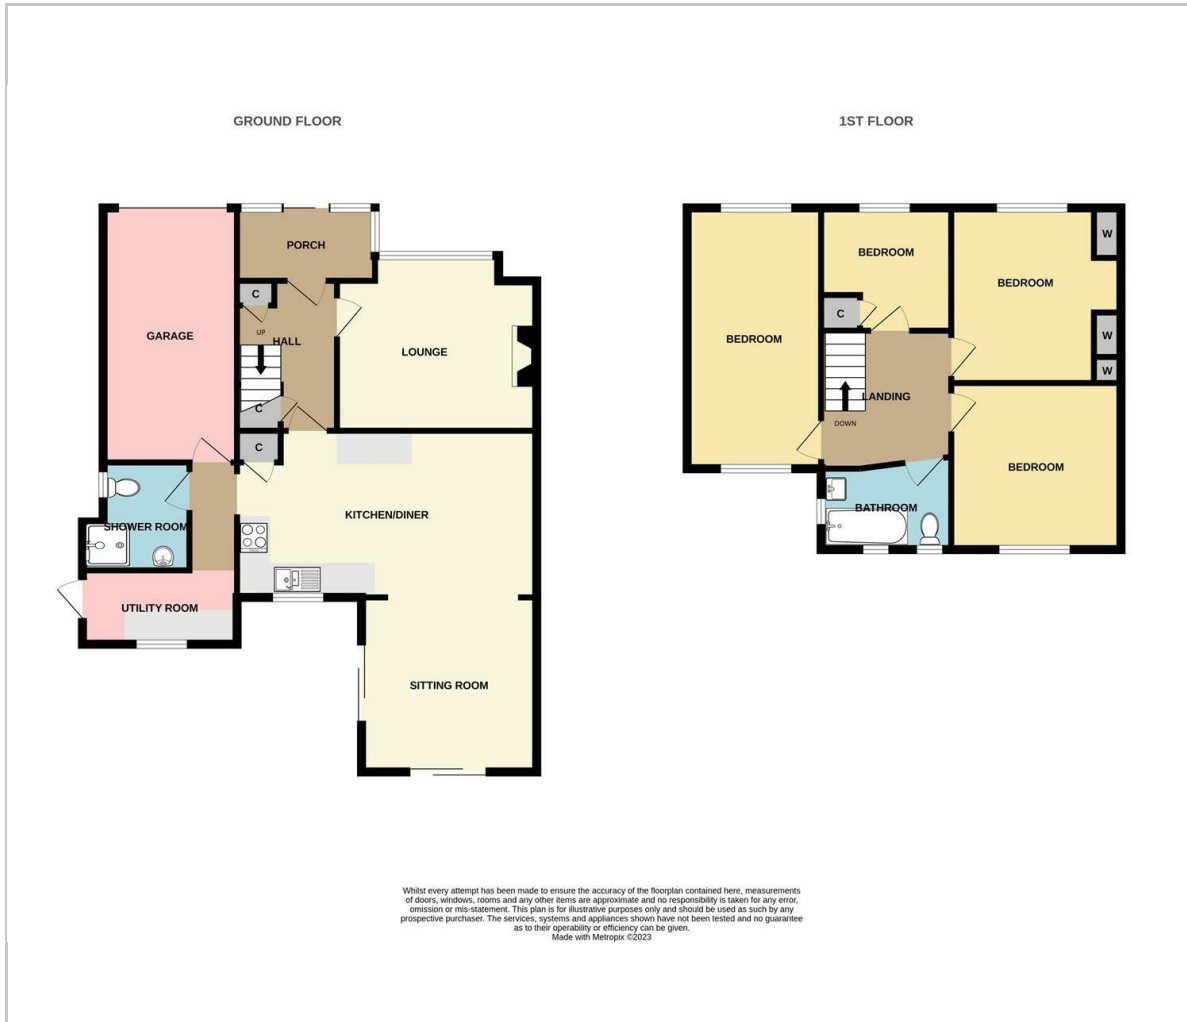 GROUND FLOOR
1ST FLOOR
PORCH
C
UP
HALL
GARAGE
LOUNGE
C
C
KITCHEN/DINER
SHOWER ROOM
UTILITY ROOM
SITTING ROOM
W
BEDROOM
BEDROOM
C
W
BEDROOM
W
LANDING
DOWN
BEDROOM
BATHROOM
Whilst every attempt has been made to ensure the accuracy of the floorplan contained here, measurements
of doors, windows, rooms and any other items are approximate and no responsibility is taken for any error,
omission or mis-statement. This plan is for illustrative purposes only and should be used as such by any
prospective purchaser. The services, systems and appliances shown have not been tested and no guarantee
as to their operability or efficiency can be given.
Made with Metropix ©2023